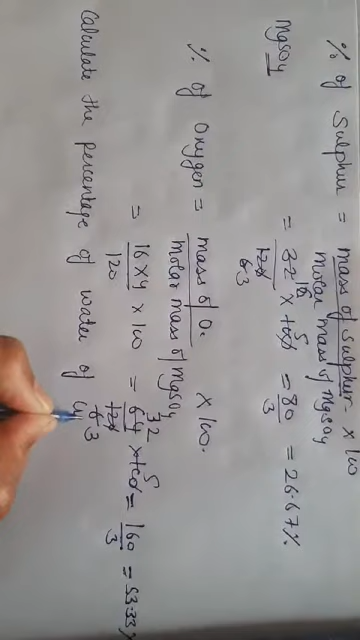 % of Sulphur = mass of Sulphur × 100
MgSO4 molar mass of MgSO4
= 32 × 100 = 80 = 26.67%
120 3
% of Oxygen = mass of O. × 100.
Molar mass of MgSO4
= 16×4 × 100 = 64 × 100 = 160 = 53.33%
120 120 3
Calculate the percentage of water of